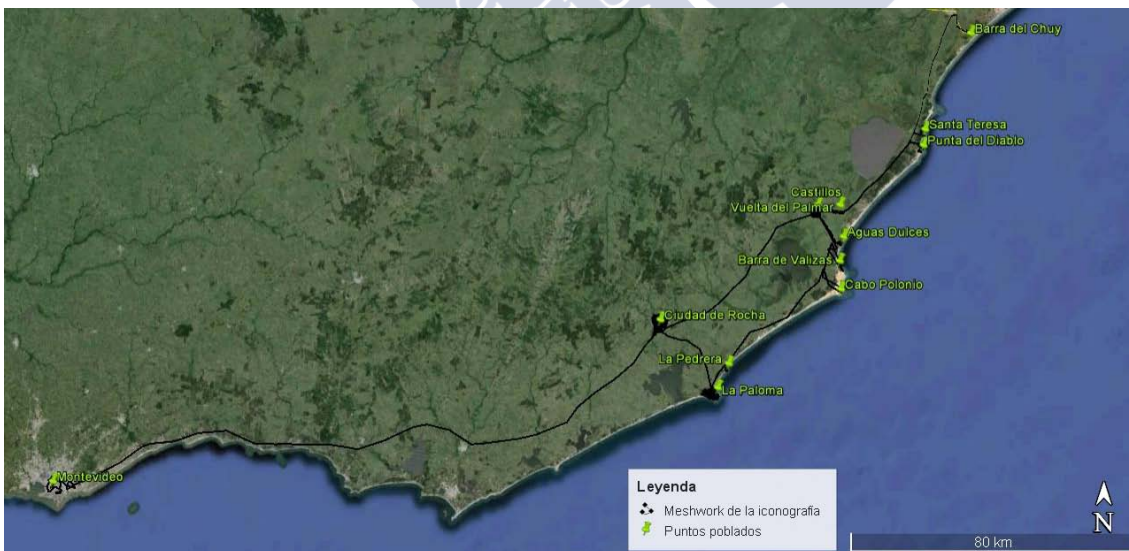 Barra del Chuy
Santa Teresa
Punta del Diablo
Castillos
Vuelta del Palmar
Aguas Dulces
Barra de Valizas
Cabo Polonio
Ciudad de Rocha
La Pedrera
La Paloma
Montevideo
Leyenda
Meshwork de la iconografía
Puntos poblados
N
80 km